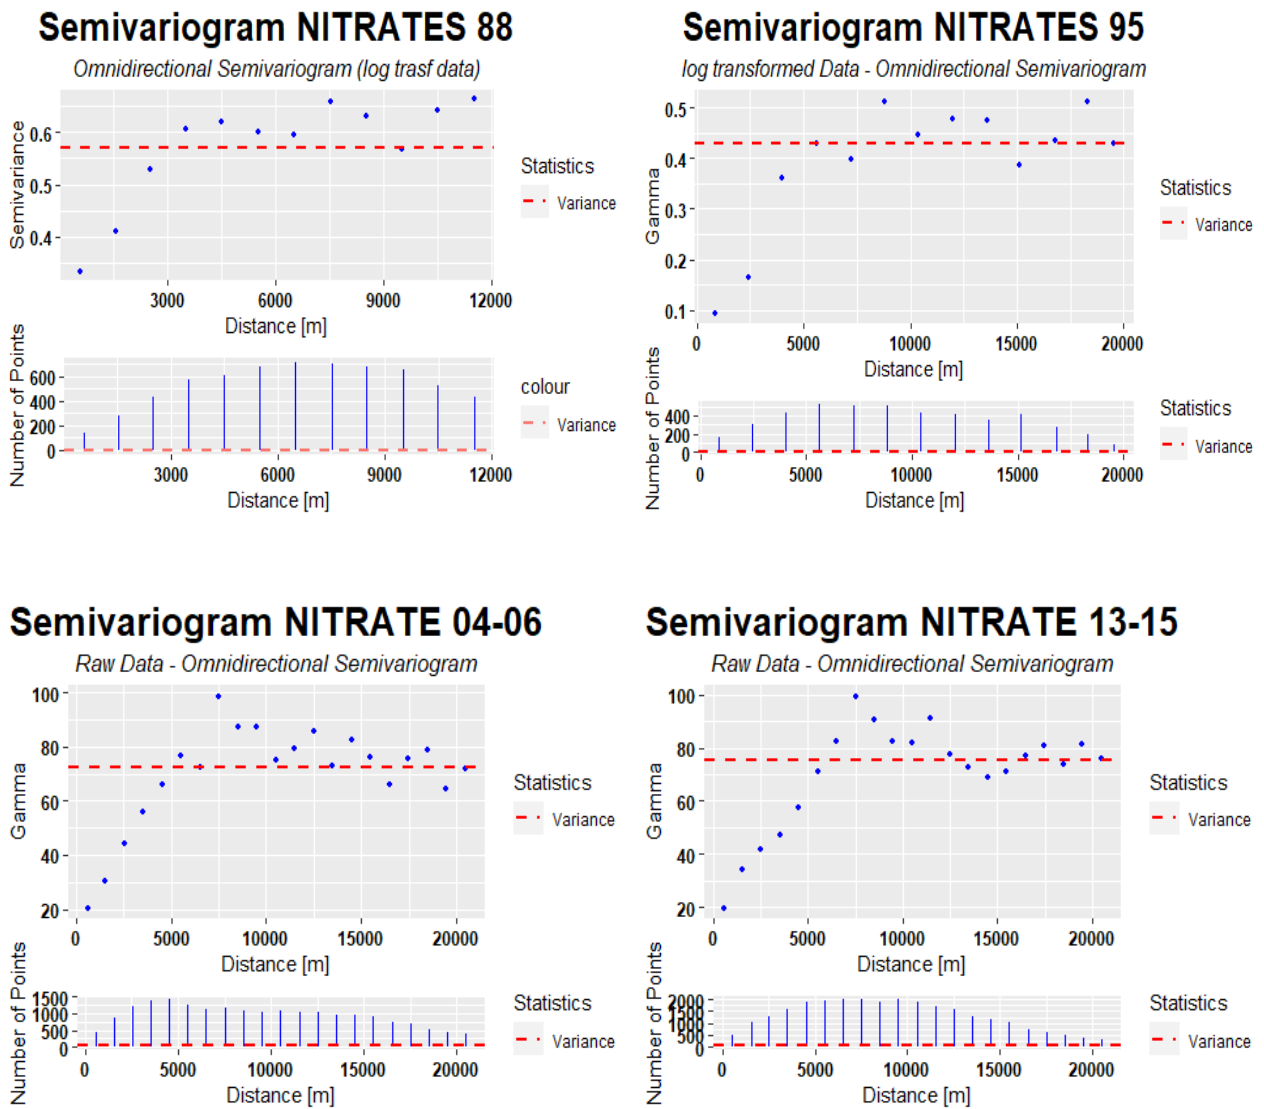 Semivariogram NITRATES 88
Omnidirectional Semivariogram (log trasf data)
Semivariance
0.6
0.5
0.4
3000 6000 9000 12000
Distance [m]
Statistics
Variance
Number of Points
600
400
200
0
3000 6000 9000 12000
Distance [m]
colour
Variance
Semivariogram NITRATES 95
log transformed Data - Omnidirectional Semivariogram
Gamma
0.5
0.4
0.3
0.2
0.1
0 5000 10000 15000 20000
Distance [m]
Statistics
Variance
Number of Points
400
200
0
0 5000 10000 15000 20000
Distance [m]
Statistics
Variance
Semivariogram NITRATE 04-06
Raw Data - Omnidirectional Semivariogram
Gamma
100
80
60
40
20
0 5000 10000 15000 20000
Distance [m]
Statistics
Variance
Number of Points
1500
1000
500
0
0 5000 10000 15000 20000
Distance [m]
Statistics
Variance
Semivariogram NITRATE 13-15
Raw Data - Omnidirectional Semivariogram
Gamma
100
80
60
40
20
0 5000 10000 15000 20000
Distance [m]
Statistics
Variance
Number of Points
2000
1500
1000
500
0
0 5000 10000 15000 20000
Distance [m]
Statistics
Variance